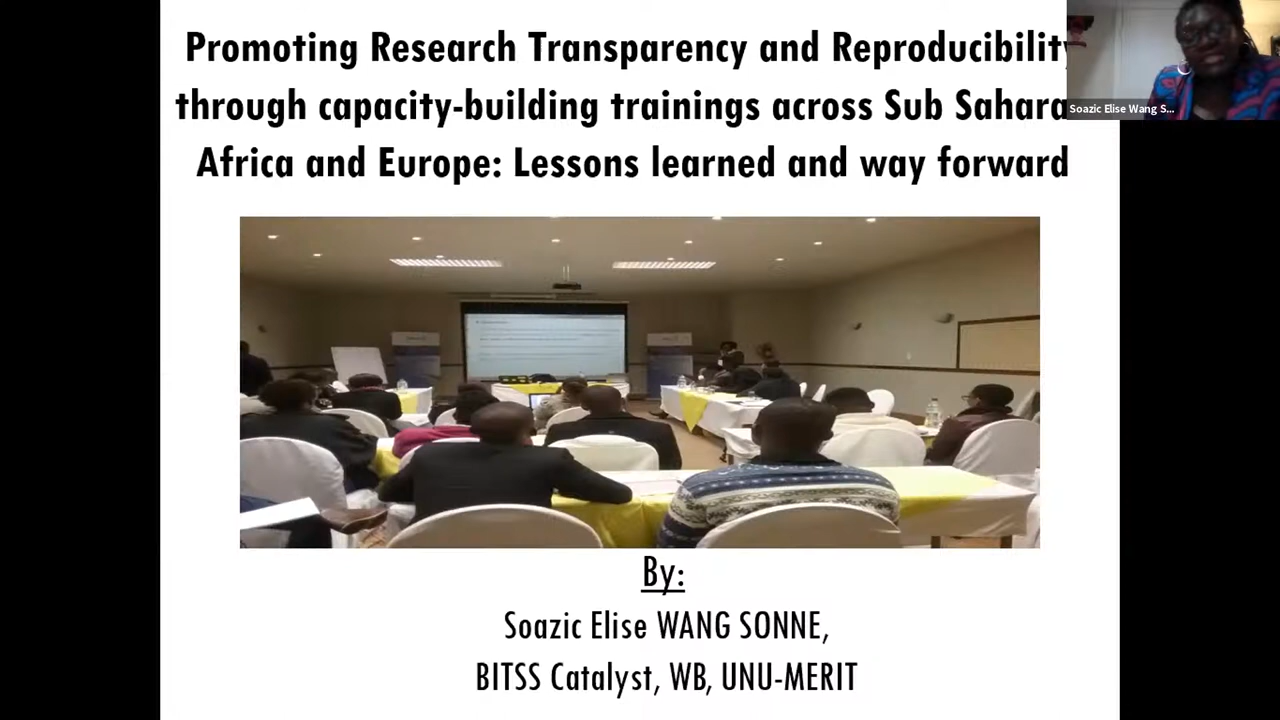 Promoting Research Transparency and Reproducibility
through capacity-building trainings across Sub Sahara
Africa and Europe: Lessons learned and way forward
Soazic Elise Wang S...
By:
Soazic Elise WANG SONNE,
BITSS Catalyst, WB, UNU-MERIT